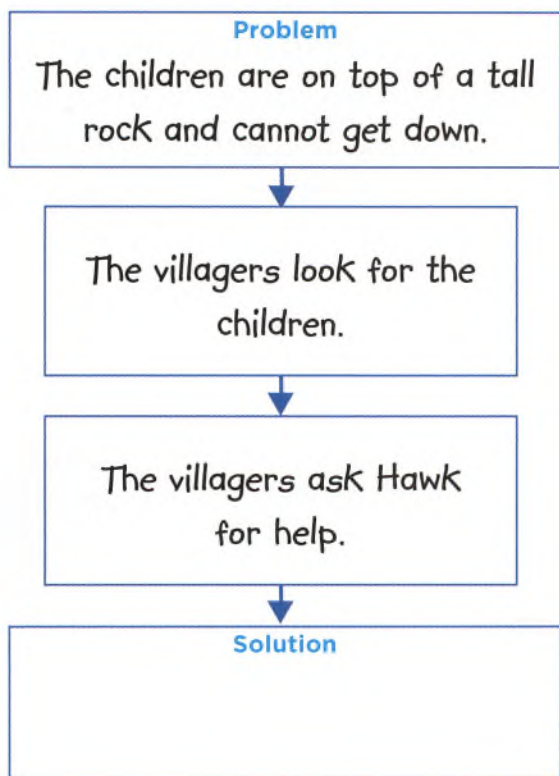 Problem
The children are on top of a tall
rock and cannot get down.
The villagers look for the
children.
The villagers ask Hawk
for help.
Solution